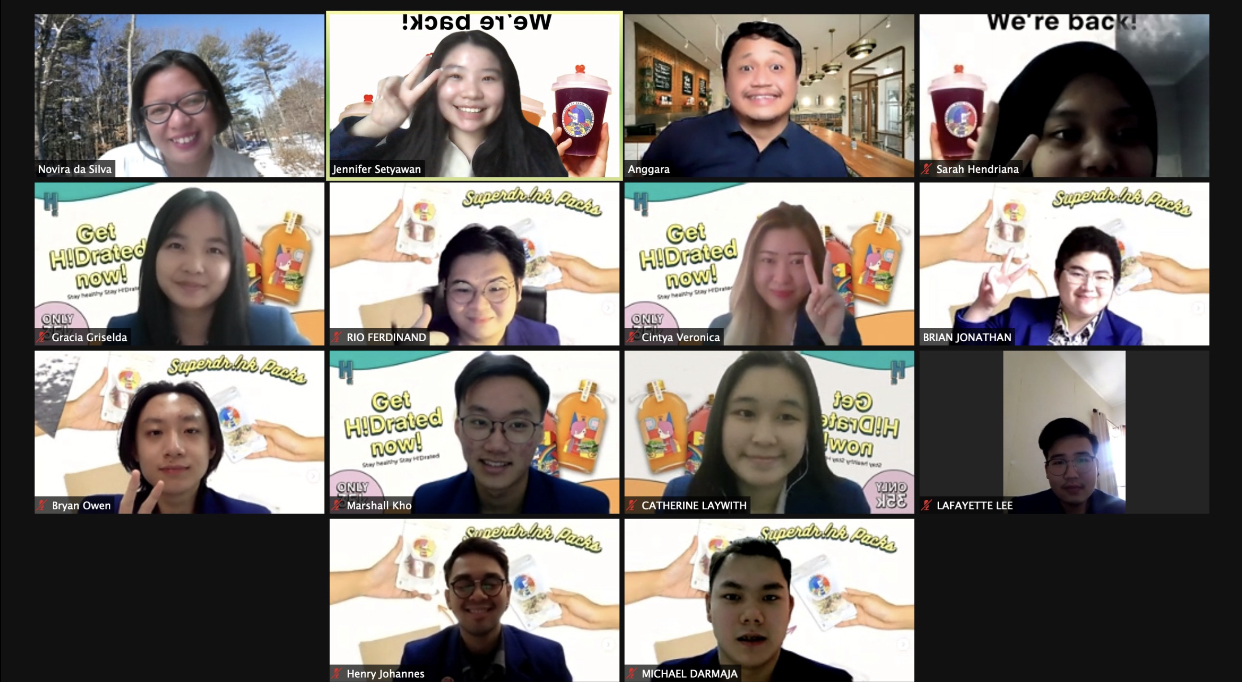 We're back!
We're back!
Novira da Silva
Jennifer Setyawan
Anggara
Sarah Hendriana
H!
Get
H!Drated
now!
Stay healthy Stay H!Drated
ONLY
Gracia Griselda
Superdr!nk Packs
RIO FERDINAND
H!
Get
H!Drated
now!
Stay healthy Stay H!Drated
ONLY
Cintya Veronica
Superdr!nk Packs
BRIAN JONATHAN
Superdr!nk Packs
Bryan Owen
H!
Get
H!Drated
now!
Stay healthy Stay H!Drated
ONLY
Marshall Kho
H!
Get
H!Drated
now!
Stay healthy Stay H!Drated
ONLY
35k
CATHERINE LAYWITH
LAFAYETTE LEE
Superdr!nk Packs
Henry Johannes
Superdr!nk Packs
MICHAEL DARMAJA